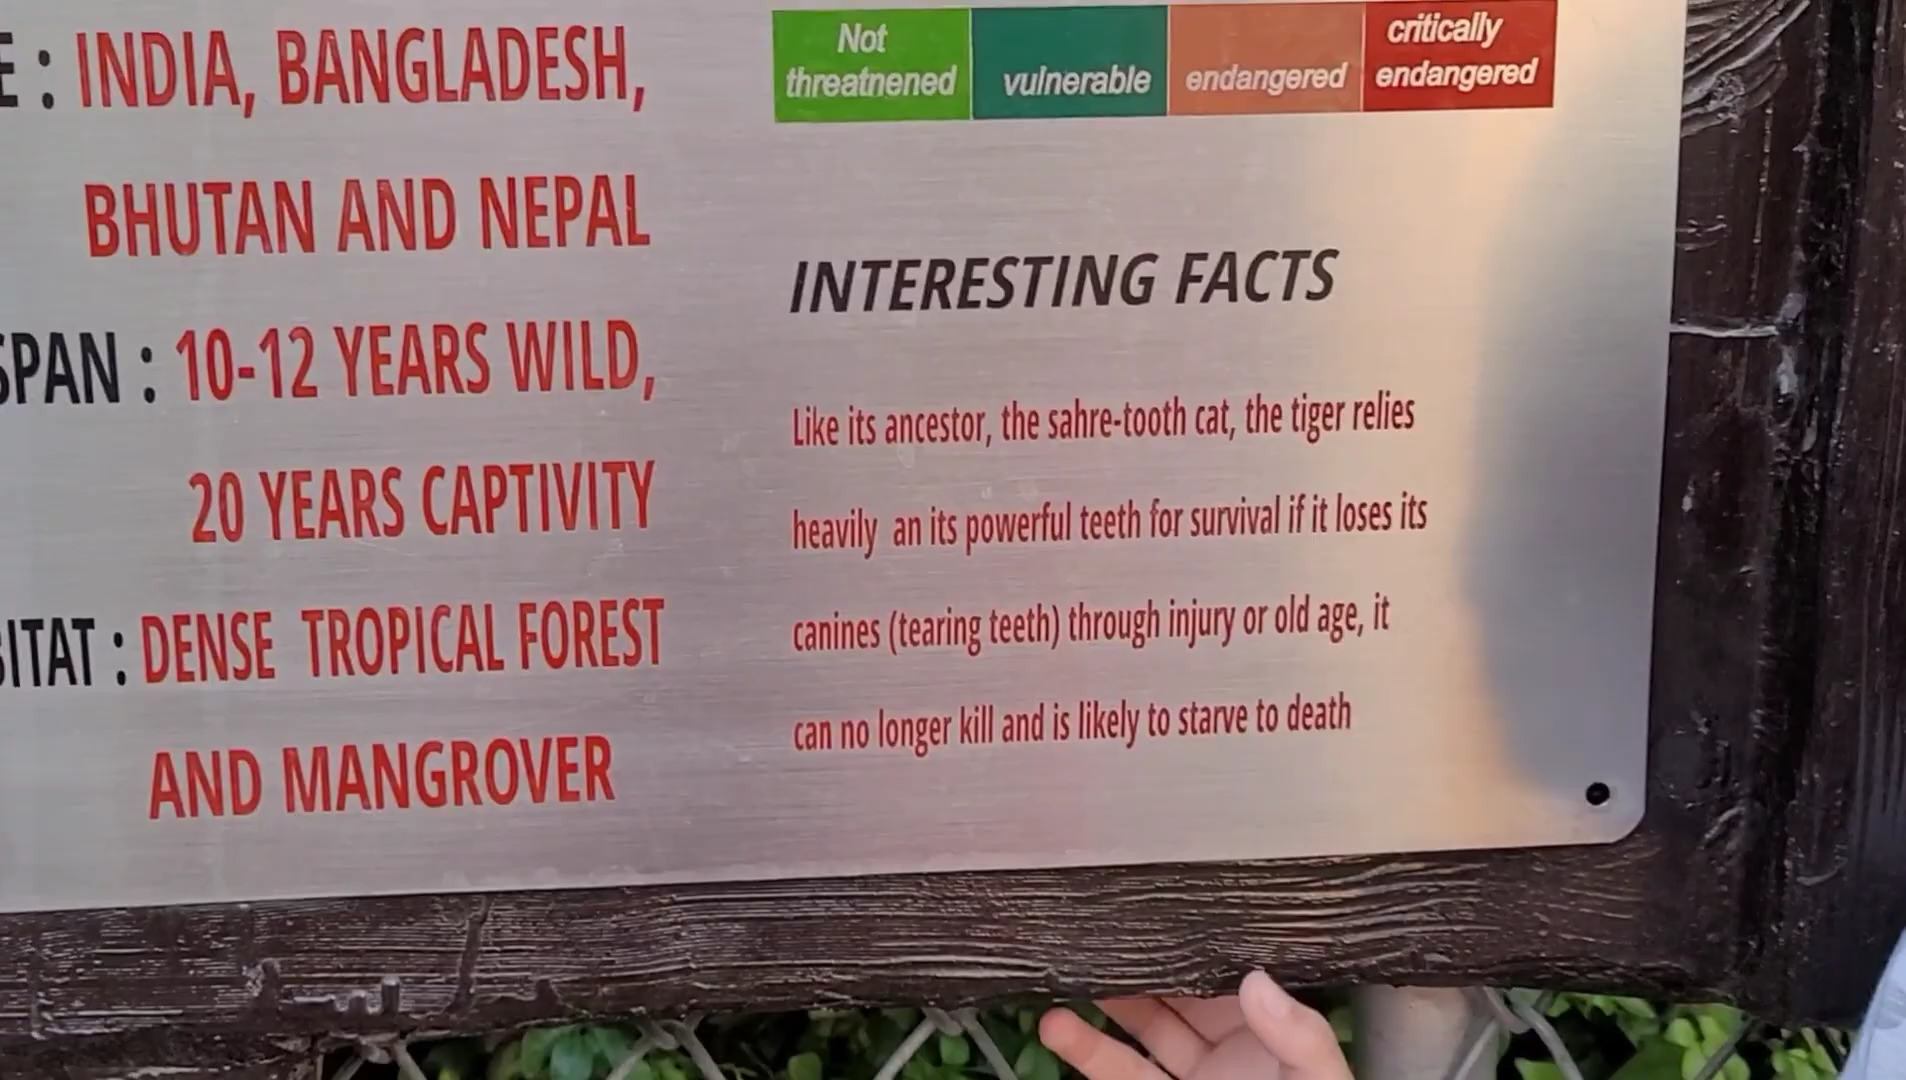 E : INDIA, BANGLADESH,
BHUTAN AND NEPAL
SPAN : 10-12 YEARS WILD,
20 YEARS CAPTIVITY
BITAT : DENSE TROPICAL FOREST
AND MANGROVER
Not threatnened
vulnerable
endangered
critically endangered
INTERESTING FACTS
Like its ancestor, the sahre-tooth cat, the tiger relies
heavily an its powerful teeth for survival if it loses its
canines (tearing teeth) through injury or old age, it
can no longer kill and is likely to starve to death